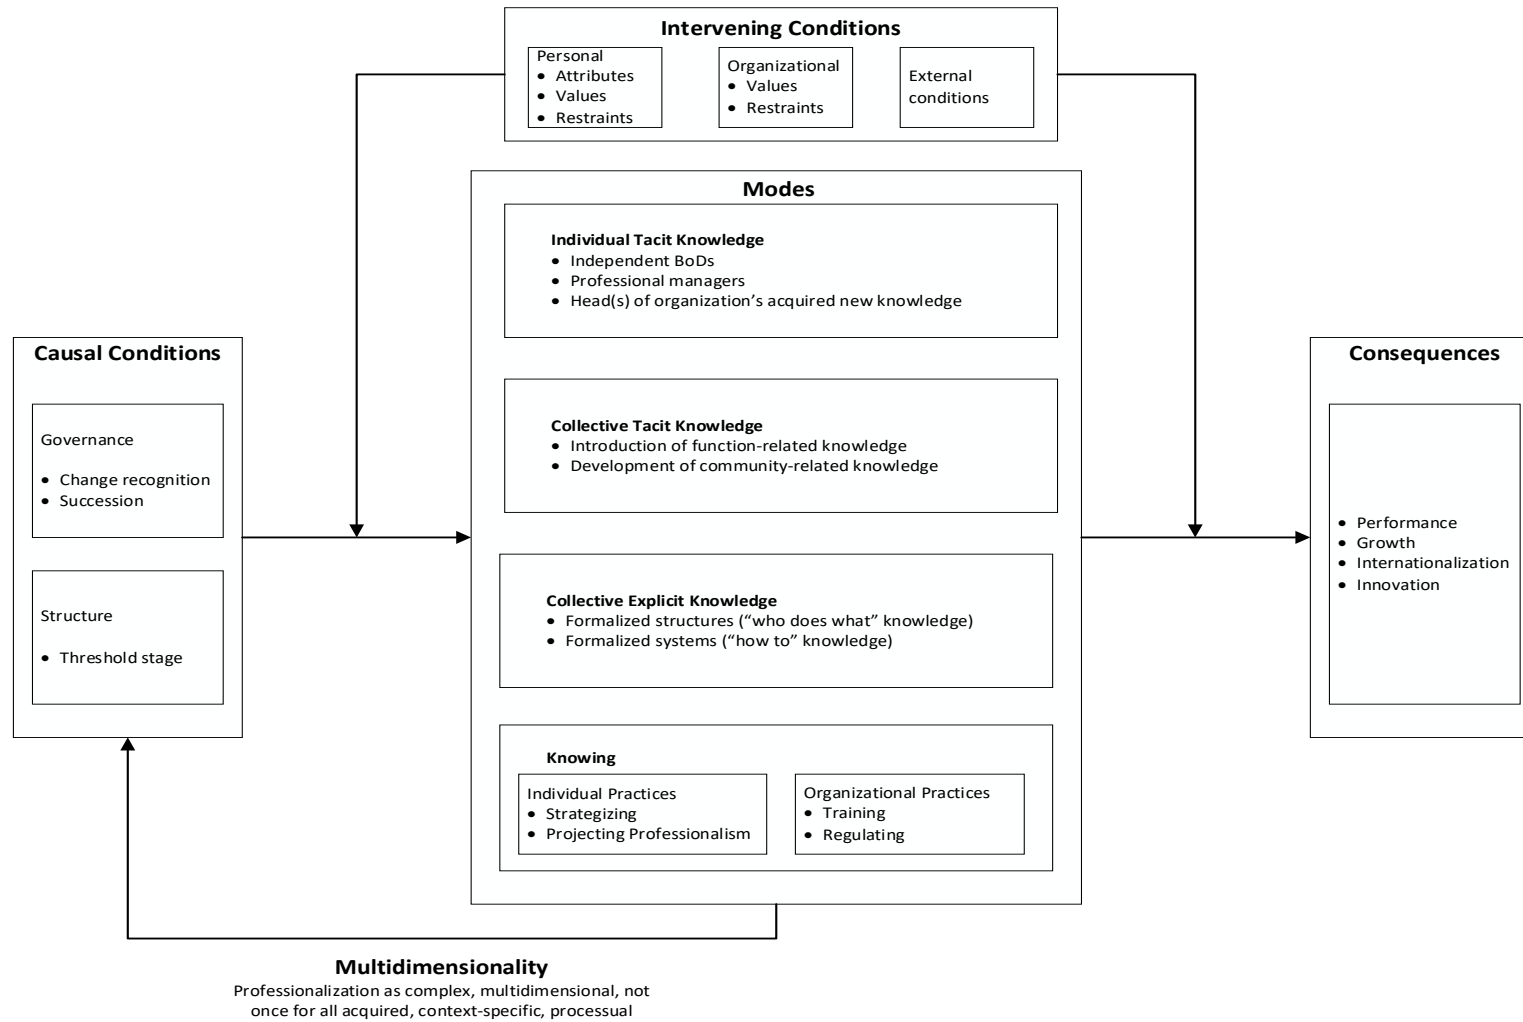 Intervening Conditions
Personal
• Attributes
• Values
• Restraints
Organizational
• Values
• Restraints
External
conditions
Modes
Individual Tacit Knowledge
• Independent BoDs
• Professional managers
• Head(s) of organization’s acquired new knowledge
Causal Conditions
Governance
• Change recognition
• Succession
Structure
• Threshold stage
Collective Tacit Knowledge
• Introduction of function-related knowledge
• Development of community-related knowledge
Collective Explicit Knowledge
• Formalized structures (“who does what” knowledge)
• Formalized systems (“how to” knowledge)
Knowing
Individual Practices
• Strategizing
• Projecting Professionalism
Organizational Practices
• Training
• Regulating
Consequences
• Performance
• Growth
• Internationalization
• Innovation
Multidimensionality
Professionalization as complex, multidimensional, not
once for all acquired, context-specific, processual